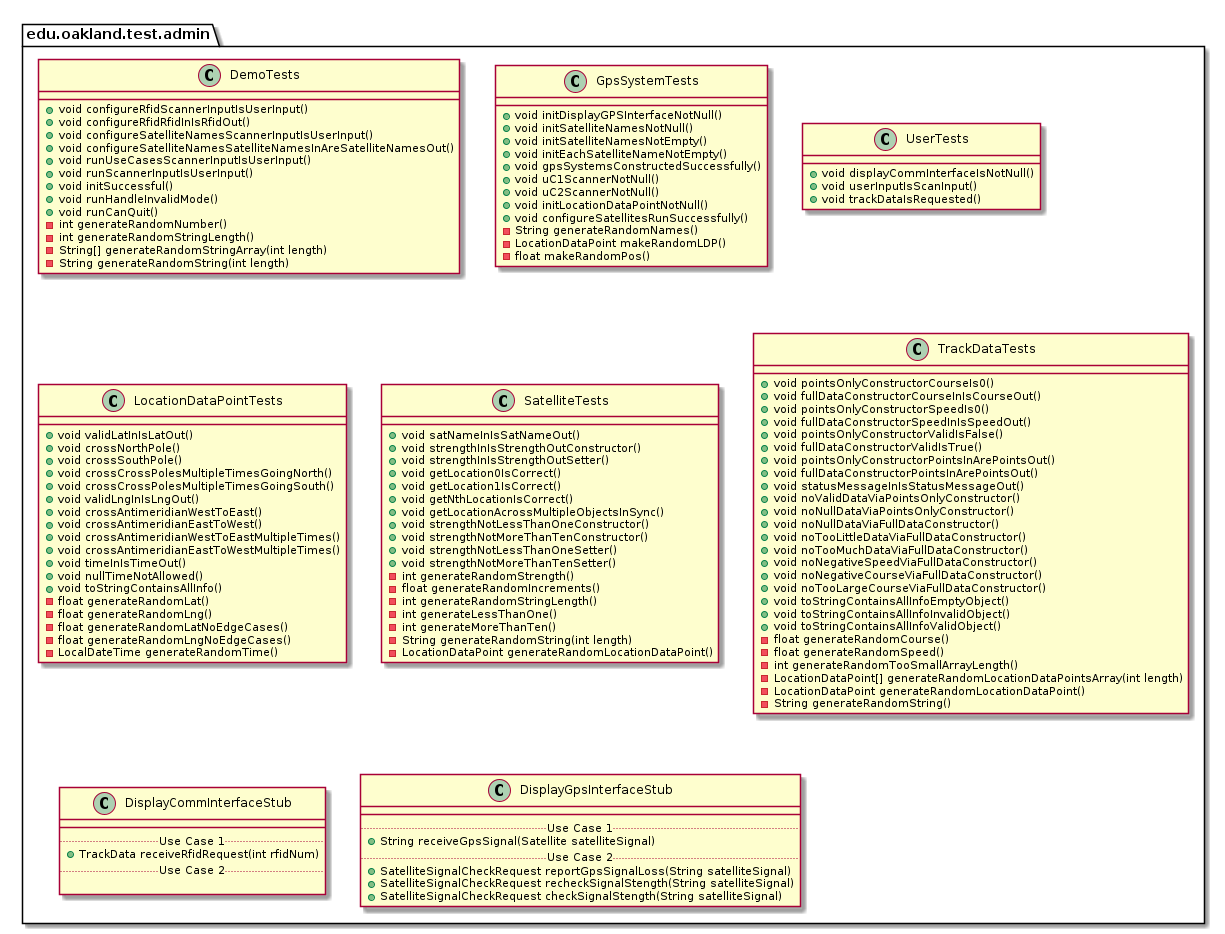 edu.oakland.test.admin
C DemoTests
void configureRfidScannerInputIsUserInput()
void configureRfidRfidInIsRfidOut()
void configureSatelliteNamesScannerInputIsUserInput()
void configureSatelliteNamesSatelliteNamesInAreSatelliteNamesOut()
void runUseCasesScannerInputIsUserInput()
void runScannerInputIsUserInput()
void initSuccessful()
void runHandleInvalidMode()
void runCanQuit()
int generateRandomNumber()
int generateRandomStringLength()
String[] generateRandomStringArray(int length)
String generateRandomString(int length)
C GpsSystemTests
void initDisplayGPSInterfaceNotNull()
void initSatelliteNamesNotNull()
void initSatelliteNamesNotEmpty()
void initEachSatelliteNameNotEmpty()
void gpsSystemsConstructedSuccessfully()
void uC1ScannerNotNull()
void uC2ScannerNotNull()
void initLocationDataPointNotNull()
void configureSatellitesRunSuccessfully()
String generateRandomNames()
LocationDataPoint makeRandomLDP()
float makeRandomPos()
C UserTests
void displayCommInterfaceIsNotNull()
void userInputIsScanInput()
void trackDataIsRequested()
C LocationDataPointTests
void validLatInIsLatOut()
void crossNorthPole()
void crossSouthPole()
void crossCrossPolesMultipleTimesGoingNorth()
void crossCrossPolesMultipleTimesGoingSouth()
void validLngInIsLngOut()
void crossAntimeridianWestToEast()
void crossAntimeridianEastToWest()
void crossAntimeridianWestToEastMultipleTimes()
void crossAntimeridianEastToWestMultipleTimes()
void timeInIsTimeOut()
void nullTimeNotAllowed()
void toStringContainsAllInfo()
float generateRandomLat()
float generateRandomLng()
float generateRandomLatNoEdgeCases()
float generateRandomLngNoEdgeCases()
LocalDateTime generateRandomTime()
C SatelliteTests
void satNameInIsSatNameOut()
void strengthInIsStrengthOutConstructor()
void strengthInIsStrengthOutSetter()
void getLocation0IsCorrect()
void getLocation1IsCorrect()
void getNthLocationIsCorrect()
void getLocationAcrossMultipleObjectsInSync()
void strengthNotLessThanOneConstructor()
void strengthNotMoreThanTenConstructor()
void strengthNotLessThanOneSetter()
void strengthNotMoreThanTenSetter()
int generateRandomStrength()
float generateRandomIncrements()
int generateRandomStringLength()
int generateLessThanOne()
int generateMoreThanTen()
String generateRandomString(int length)
LocationDataPoint generateRandomLocationDataPoint()
C TrackDataTests
void pointsOnlyConstructorCourseIs0()
void fullDataConstructorCourseInIsCourseOut()
void pointsOnlyConstructorSpeedIs0()
void fullDataConstructorSpeedInIsSpeedOut()
void pointsOnlyConstructorValidIsFalse()
void fullDataConstructorValidIsTrue()
void pointsOnlyConstructorPointsInArePointsOut()
void fullDataConstructorPointsInArePointsOut()
void statusMessageInIsStatusMessageOut()
void noValidDataViaPointsOnlyConstructor()
void noNullDataViaPointsOnlyConstructor()
void noNullDataViaFullDataConstructor()
void noTooLittleDataViaFullDataConstructor()
void noTooMuchDataViaFullDataConstructor()
void noNegativeSpeedViaFullDataConstructor()
void noNegativeCourseViaFullDataConstructor()
void noTooLargeCourseViaFullDataConstructor()
void toStringContainsAllInfoEmptyObject()
void toStringContainsAllInfoInvalidObject()
void toStringContainsAllInfoValidObject()
float generateRandomCourse()
float generateRandomSpeed()
int generateRandomTooSmallArrayLength()
LocationDataPoint[] generateRandomLocationDataPointsArray(int length)
LocationDataPoint generateRandomLocationDataPoint()
String generateRandomString()
C DisplayCommInterfaceStub
Use Case 1
TrackData receiveRfidRequest(int rfidNum)
Use Case 2
C DisplayGpsInterfaceStub
Use Case 1
String receiveGpsSignal(Satellite satelliteSignal)
Use Case 2
SatelliteSignalCheckRequest reportGpsSignalLoss(String satelliteSignal)
SatelliteSignalCheckRequest recheckSignalStength(String satelliteSignal)
SatelliteSignalCheckRequest checkSignalStength(String satelliteSignal)